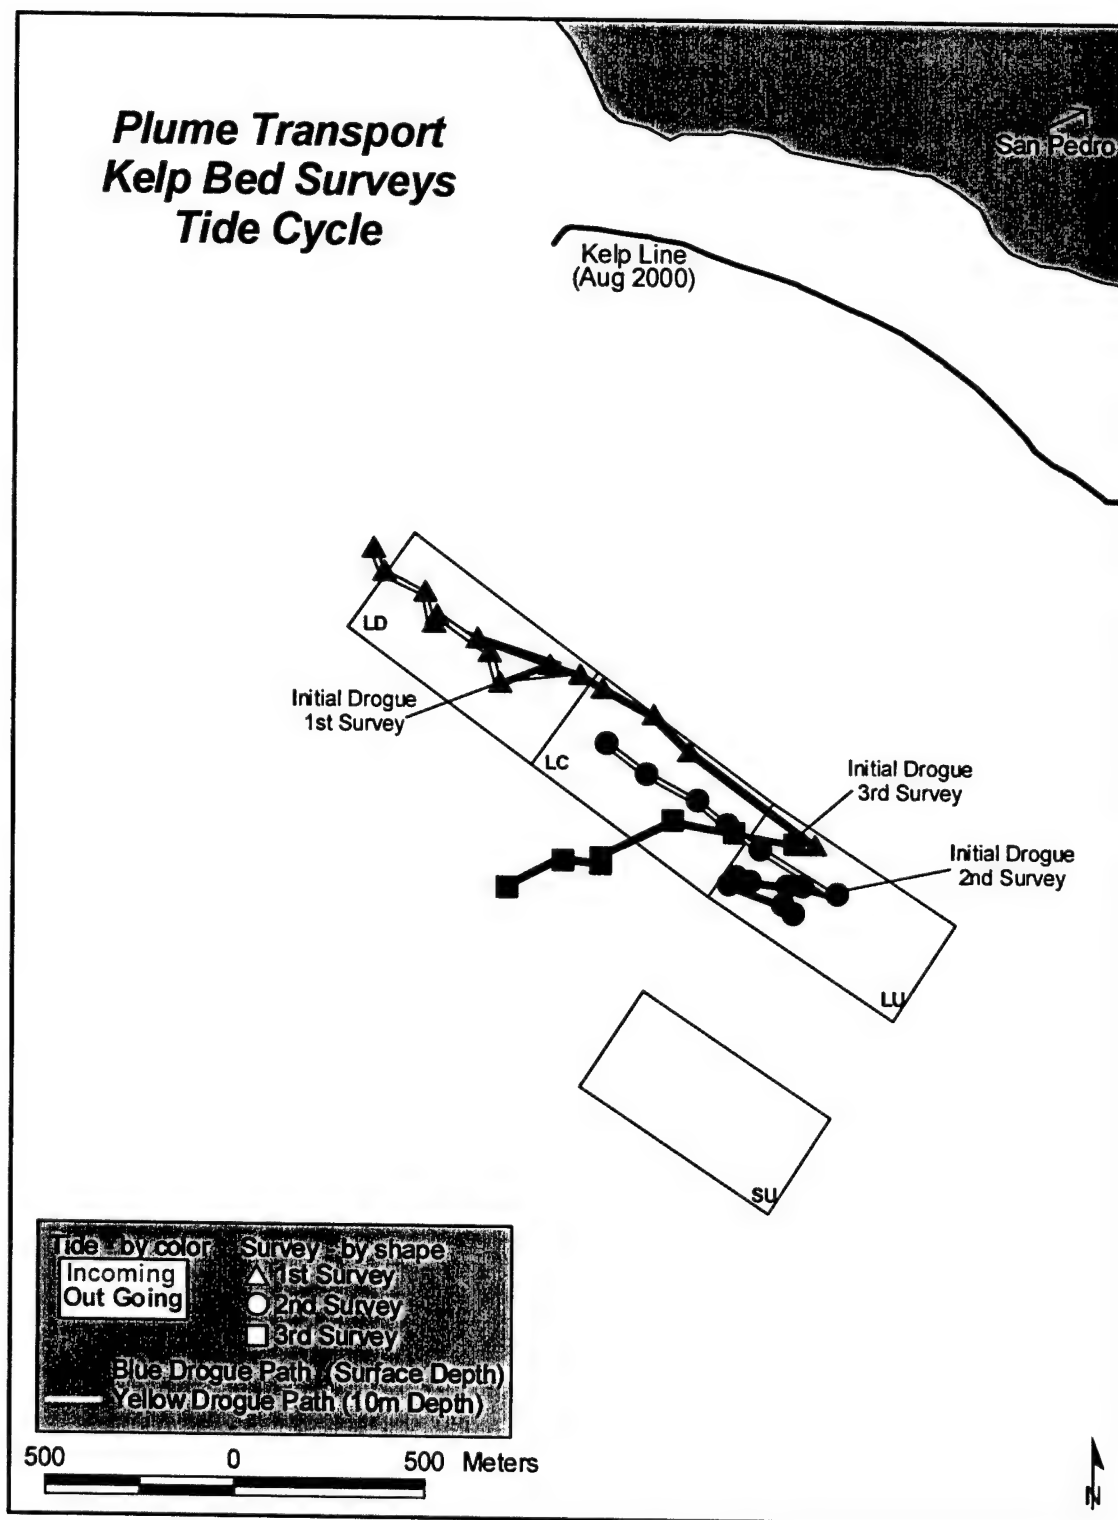 Plume Transport
Kelp Bed Surveys
Tide Cycle
San Pedro
Kelp Line
(Aug 2000)
LD
Initial Drogue
1st Survey
LC
Initial Drogue
3rd Survey
Initial Drogue
2nd Survey
LU
SU
Tide - by color
Survey - by shape
Incoming
Out Going
1st Survey
2nd Survey
3rd Survey
Blue Drogue Path (Surface Depth)
Yellow Drogue Path (10m Depth)
500 0 500 Meters
N